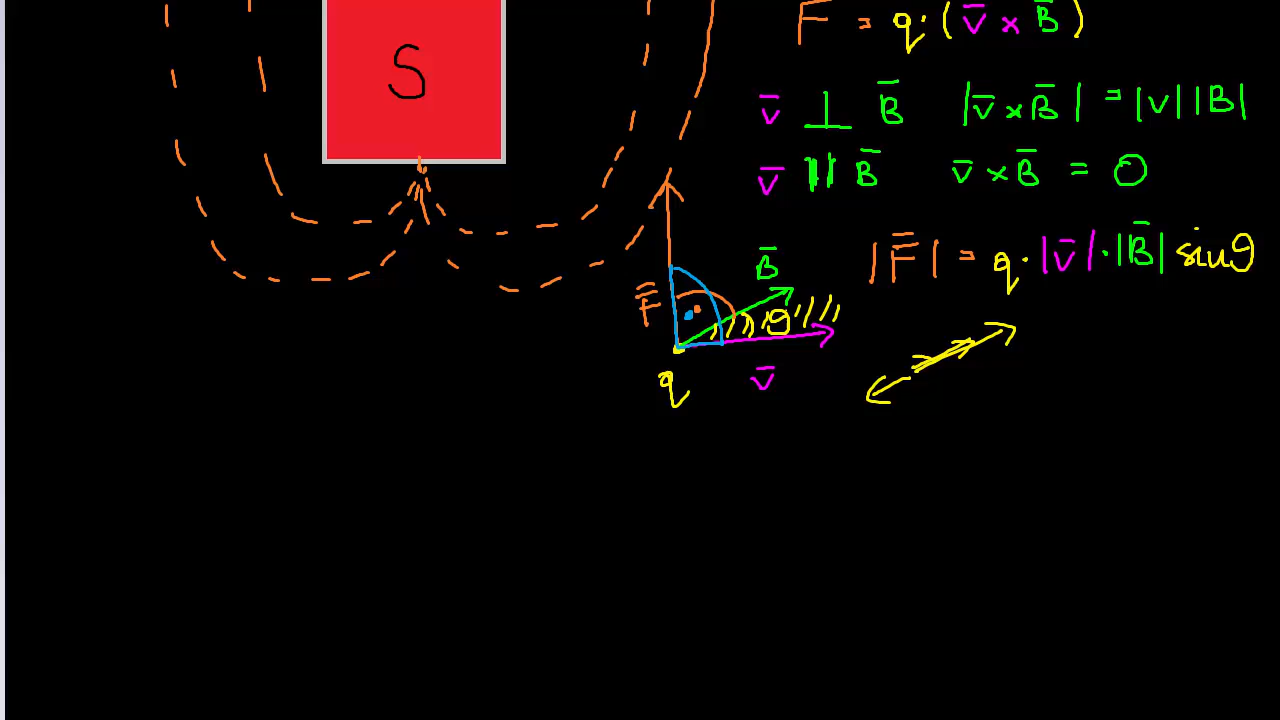 F̅ = q·(v̅ × B̅)
S
v̅ ⊥ B̅ |v̅ × B̅| = |v| |B|
v̅ || B̅ v̅ × B̅ = 0
|F̅| = q·|v̅|·|B̅| sinθ
B̅
F̅
θ
v̅
q